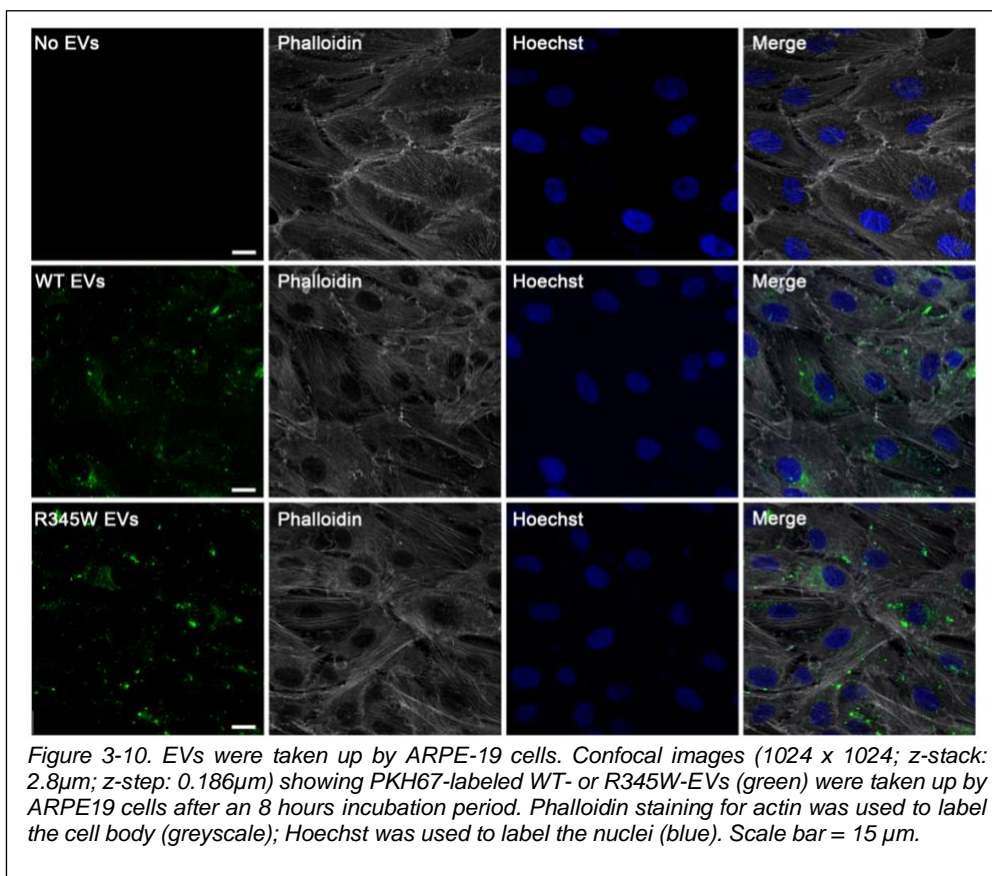 No EVs Phalloidin Hoechst Merge
WT EVs Phalloidin Hoechst Merge
R345W EVs Phalloidin Hoechst Merge
Figure 3-10. EVs were taken up by ARPE-19 cells. Confocal images (1024 x 1024; z-stack:
2.8µm; z-step: 0.186µm) showing PKH67-labeled WT- or R345W-EVs (green) were taken up by
ARPE19 cells after an 8 hours incubation period. Phalloidin staining for actin was used to label
the cell body (greyscale); Hoechst was used to label the nuclei (blue). Scale bar = 15 µm.